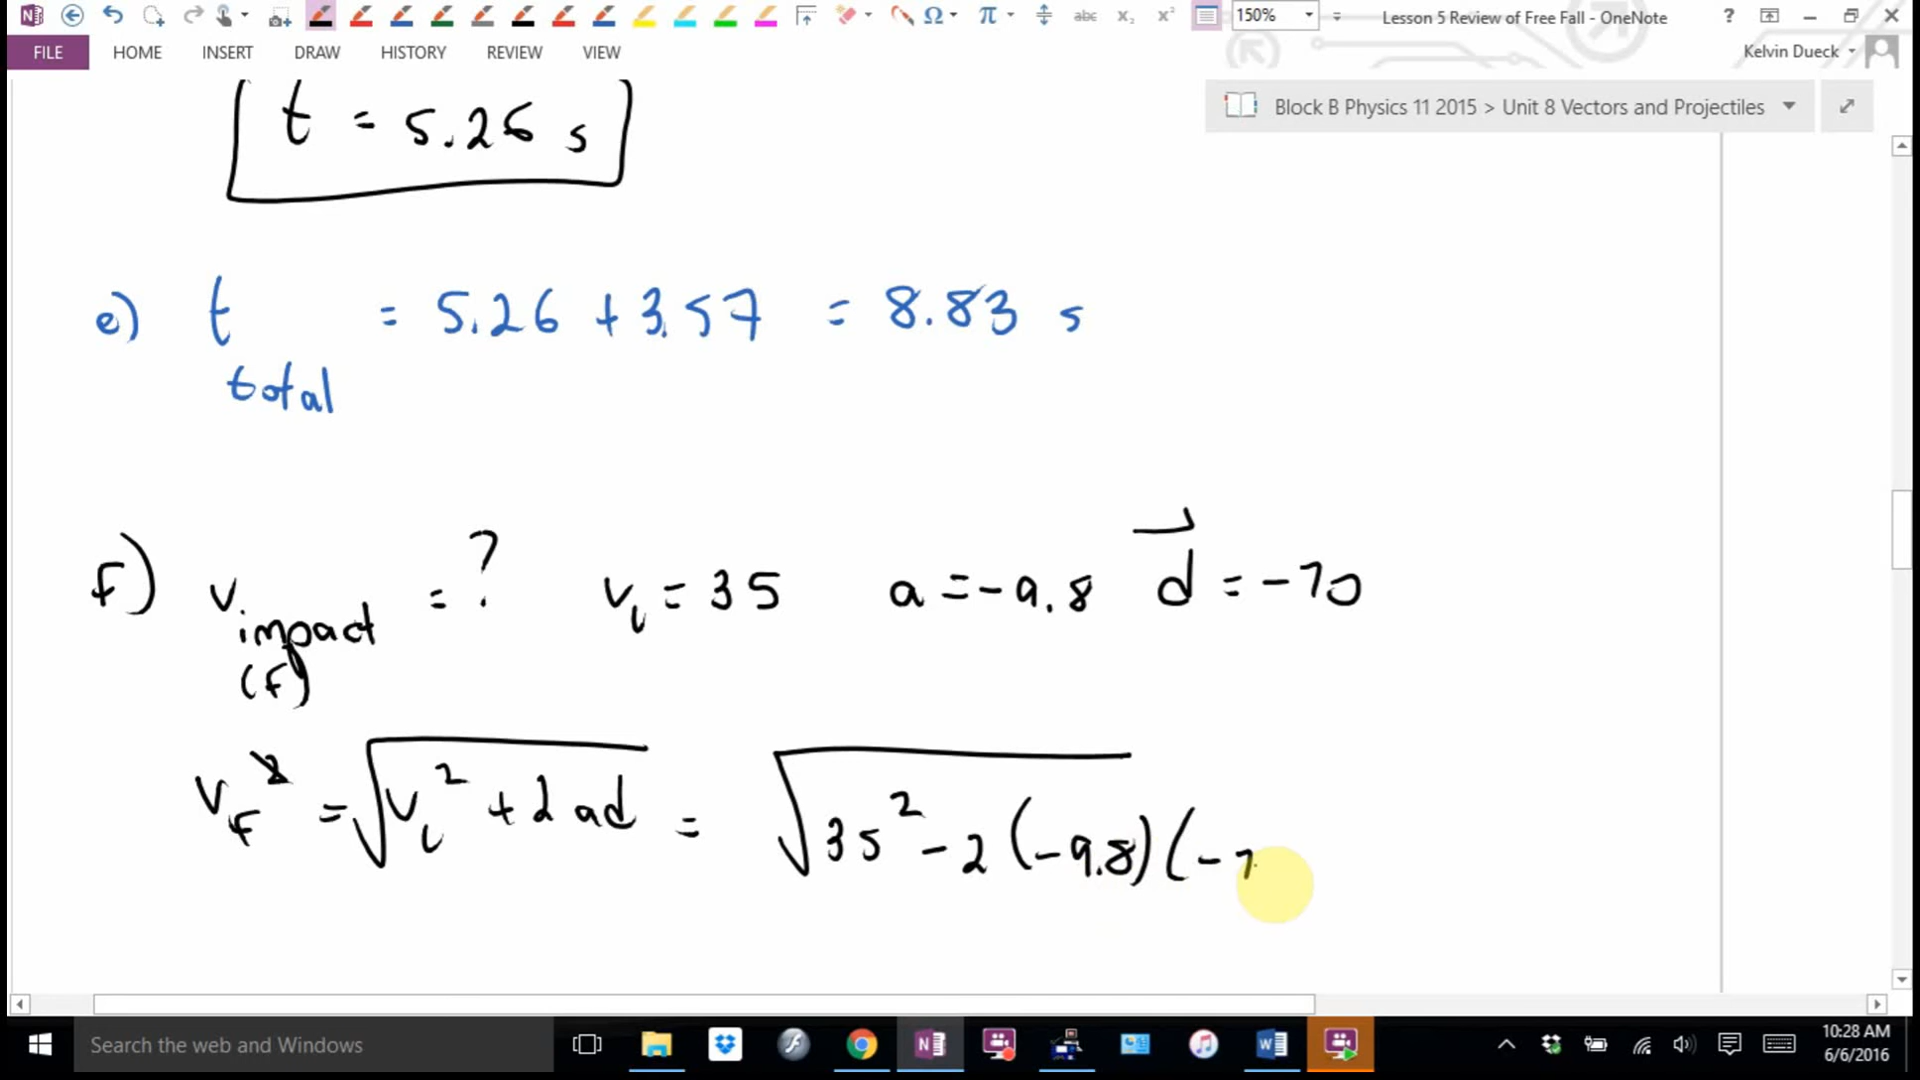 Lesson 5 Review of Free Fall - OneNote
150%
FILE HOME INSERT DRAW HISTORY REVIEW VIEW
Kelvin Dueck
Block B Physics 11 2015 > Unit 8 Vectors and Projectiles
t = 5.26 s
e) t total = 5.26 + 3.57 = 8.83 s
f) v impact (f) = ? vi = 35 a = -9.8 d = -70
vf² = √vi² + 2ad = √35² - 2(-9.8)(-7
Search the web and Windows
10:28 AM
6/6/2016